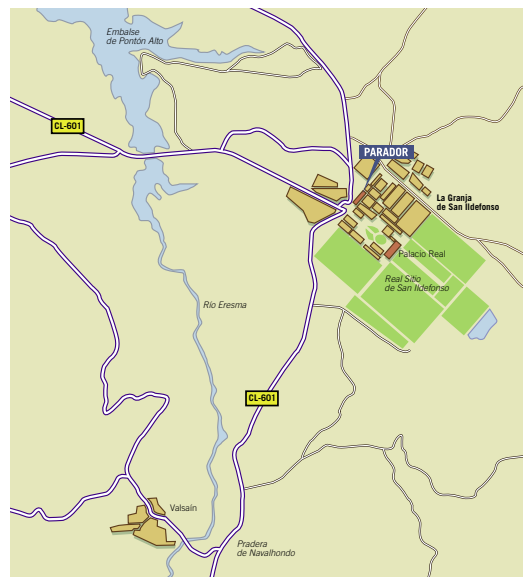 Embalse
de Pontón Alto
CL-601
PARADOR
La Granja
de San Ildefonso
Palacio Real
Real Sitio
de San Ildefonso
Río Eresma
CL-601
Valsaín
Pradera
de Navalhondo